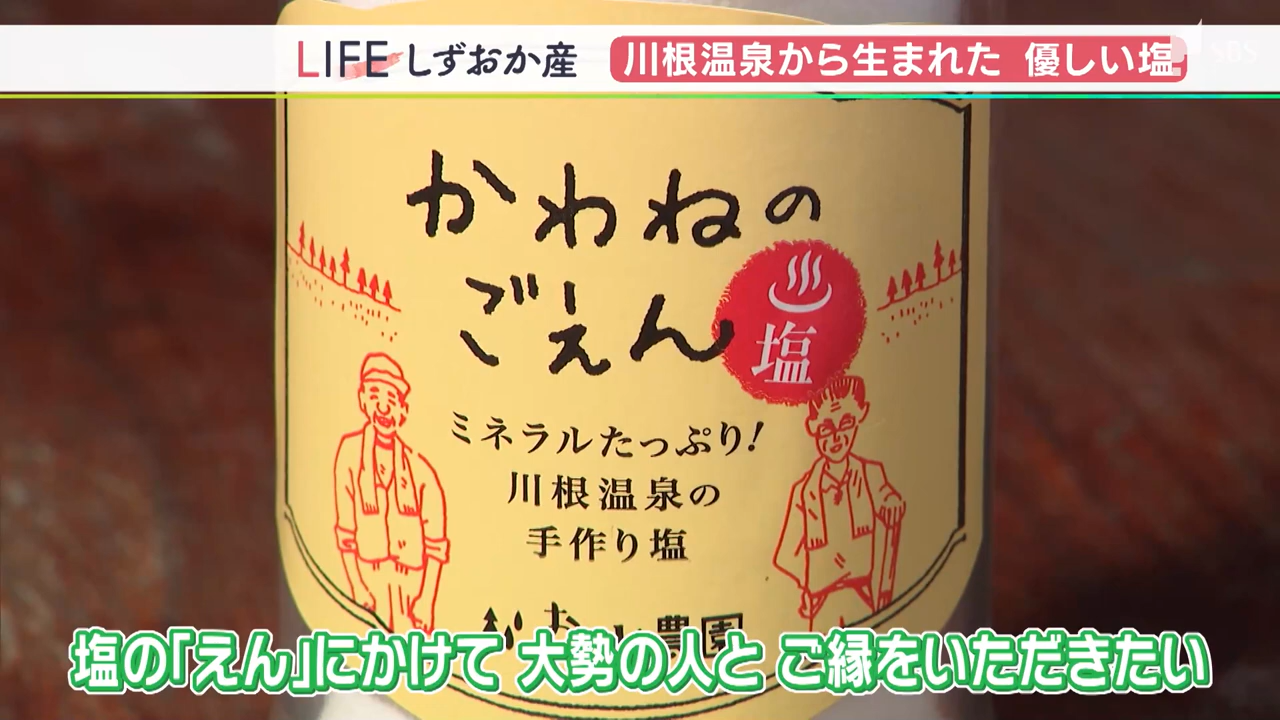 LIFE しずおか産
川根温泉から生まれた 優しい塩
SBS
かわねの
ごえん
塩
ミネラルたっぷり!
川根温泉の
手作り塩
農園
塩の「えん」にかけて 大勢の人と ご縁をいただきたい